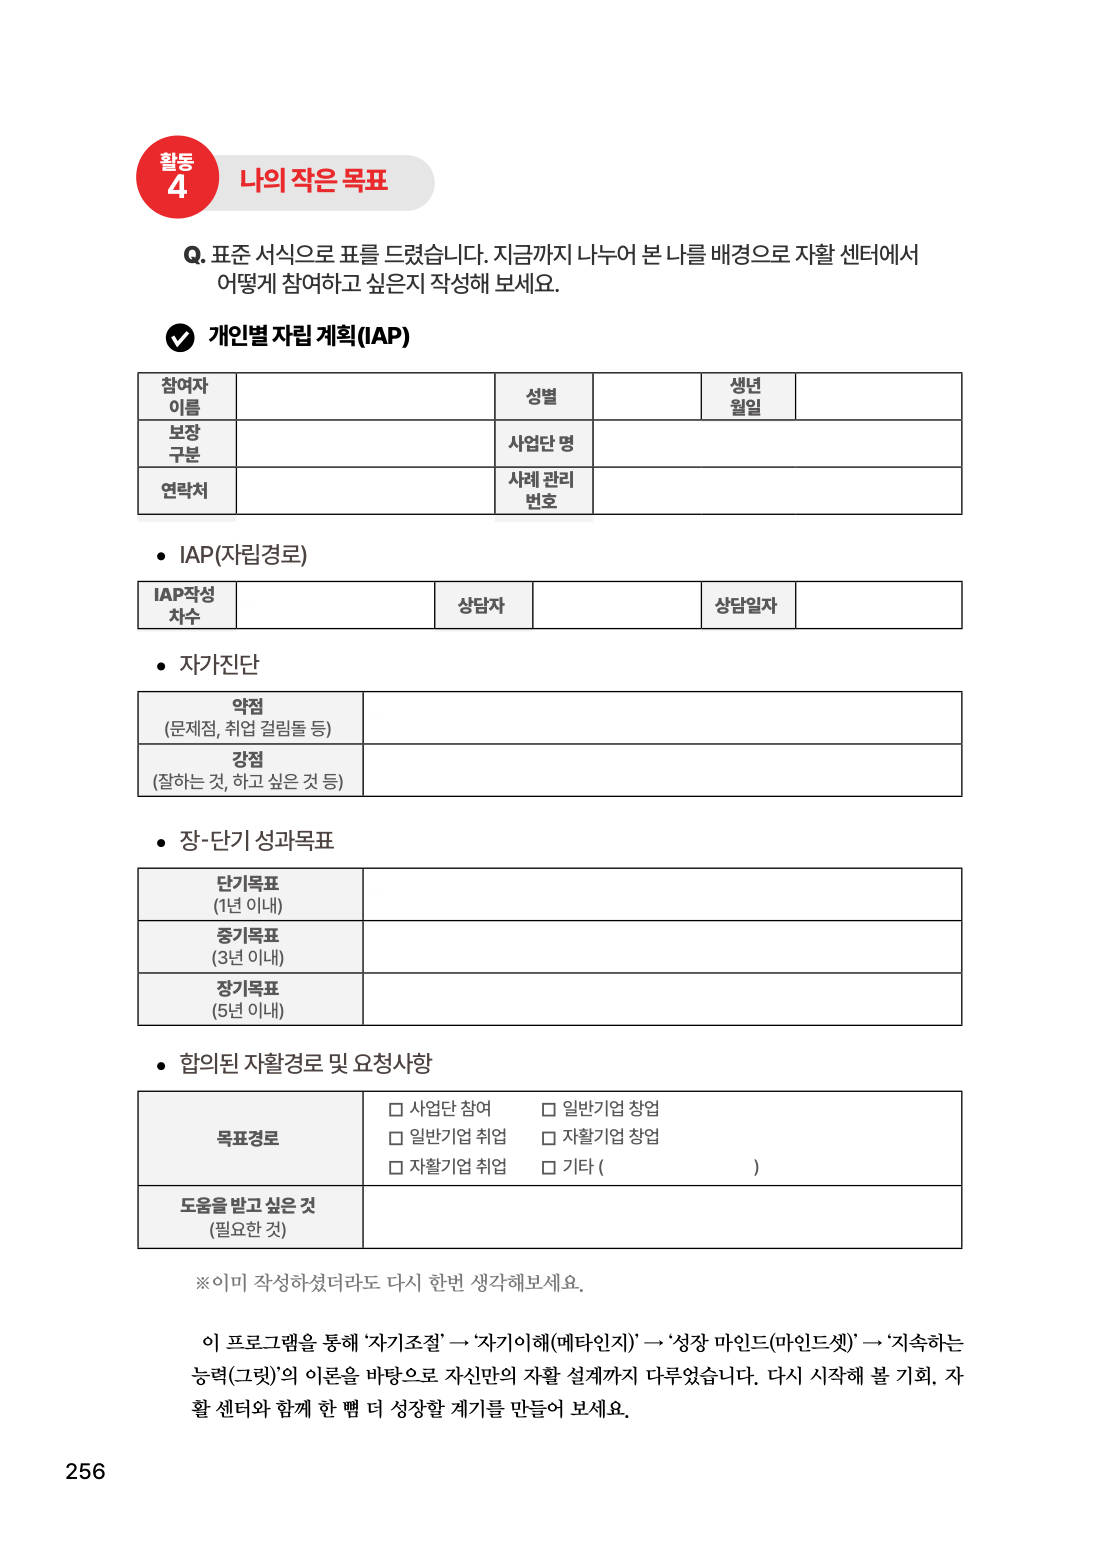 활동
4
나의 작은 목표
Q. 표준 서식으로 표를 드렸습니다. 지금까지 나누어 본 나를 배경으로 자활 센터에서
어떻게 참여하고 싶은지 작성해 보세요.
개인별 자립 계획(IAP)
참여자
이름
성별
생년
월일
보장
구분
사업단 명
연락처
사례 관리
번호
• IAP(자립경로)
IAP작성
차수
상담자
상담일자
• 자가진단
약점
(문제점, 취업 걸림돌 등)
강점
(잘하는 것, 하고 싶은 것 등)
• 장-단기 성과목표
단기목표
(1년 이내)
중기목표
(3년 이내)
장기목표
(5년 이내)
• 합의된 자활경로 및 요청사항
목표경로
□ 사업단 참여 □ 일반기업 창업
□ 일반기업 취업 □ 자활기업 창업
□ 자활기업 취업 □ 기타 ( )
도움을 받고 싶은 것
(필요한 것)
※이미 작성하셨더라도 다시 한번 생각해보세요.
이 프로그램을 통해 ‘자기조절’ → ‘자기이해(메타인지)’ → ‘성장 마인드(마인드셋)’ → ‘지속하는
능력(그릿)’의 이론을 바탕으로 자신만의 자활 설계까지 다루었습니다. 다시 시작해 볼 기회. 자
활 센터와 함께 한 뼘 더 성장할 계기를 만들어 보세요.
256